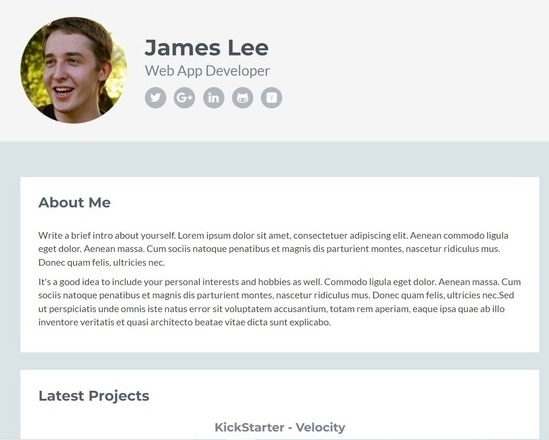 James Lee
Web App Developer
About Me
Write a brief intro about yourself. Lorem ipsum dolor sit amet, consectetuer adipiscing elit. Aenean commodo ligula
eget dolor. Aenean massa. Cum sociis natoque penatibus et magnis dis parturient montes, nascetur ridiculus mus.
Donec quam felis, ultricies nec.
It's a good idea to include your personal interests and hobbies as well. Commodo ligula eget dolor. Aenean massa. Cum
sociis natoque penatibus et magnis dis parturient montes, nascetur ridiculus mus. Donec quam felis, ultricies nec.Sed
ut perspiciatis unde omnis iste natus error sit voluptatem accusantium, totam rem aperiam, eaque ipsa quae ab illo
inventore veritatis et quasi architecto beatae vitae dicta sunt explicabo.
Latest Projects
KickStarter - Velocity